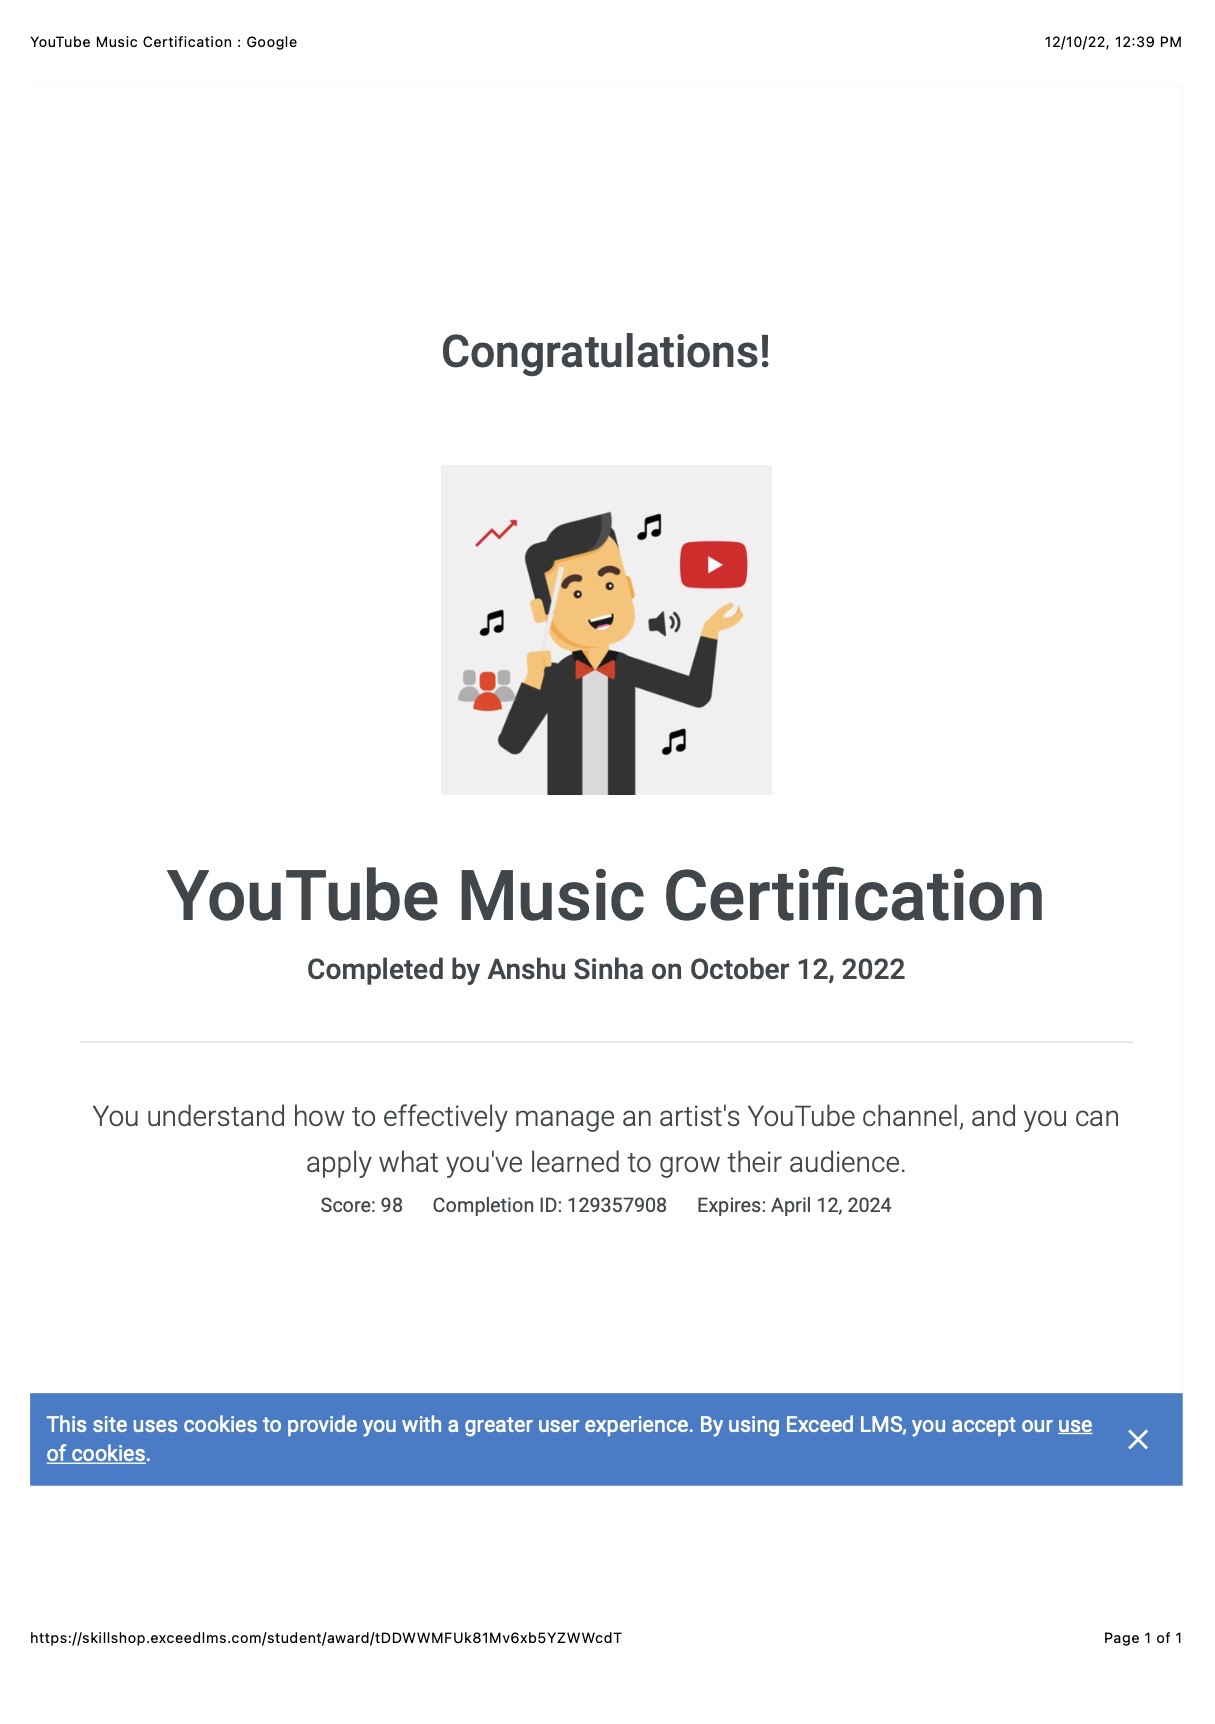 YouTube Music Certification : Google
12/10/22, 12:39 PM
Congratulations!
YouTube Music Certification
Completed by Anshu Sinha on October 12, 2022
You understand how to effectively manage an artist's YouTube channel, and you can
apply what you've learned to grow their audience.
Score: 98 Completion ID: 129357908 Expires: April 12, 2024
This site uses cookies to provide you with a greater user experience. By using Exceed LMS, you accept our use
of cookies.
https://skillshop.exceedlms.com/student/award/tDDWWMFUk81Mv6xb5YZWWcdT
Page 1 of 1